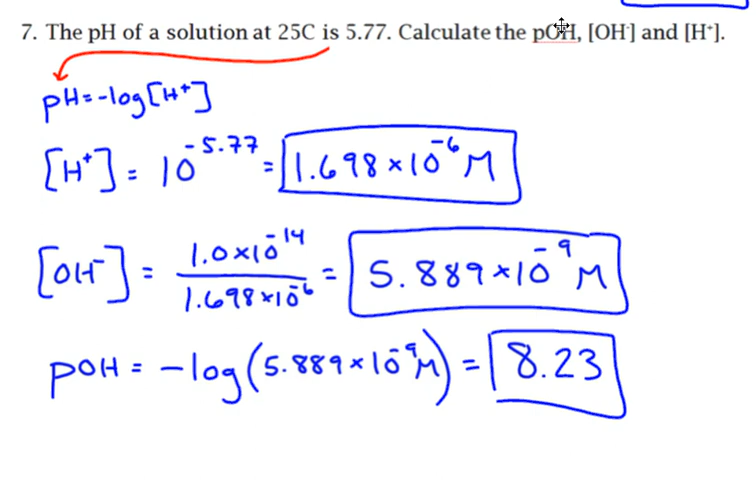 7. The pH of a solution at 25C is 5.77. Calculate the pOH, [OH⁻] and [H⁺].
pH = -log[H⁺]
[H⁺] = 10^-5.77 = 1.698 × 10^-6 M
[OH⁻] = 1.0×10^-14 / 1.698×10^-6 = 5.889×10^-9 M
pOH = -log(5.889×10^-9 M) = 8.23